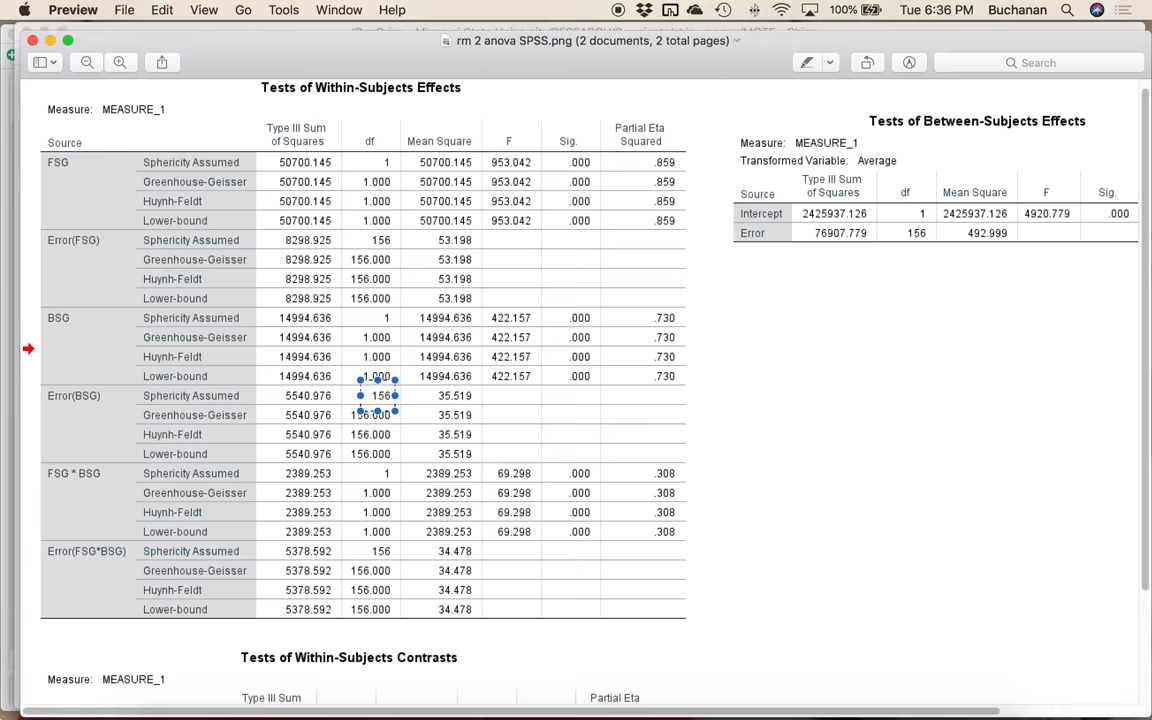 Preview File Edit View Go Tools Window Help 100% Tue 6:36 PM Buchanan
rm 2 anova SPSS.png (2 documents, 2 total pages)
Search
Tests of Within-Subjects Effects
Measure: MEASURE_1
Source Type III Sum of Squares df Mean Square F Sig. Partial Eta Squared
FSG Sphericity Assumed 50700.145 1 50700.145 953.042 .000 .859
Greenhouse-Geisser 50700.145 1.000 50700.145 953.042 .000 .859
Huynh-Feldt 50700.145 1.000 50700.145 953.042 .000 .859
Lower-bound 50700.145 1.000 50700.145 953.042 .000 .859
Error(FSG) Sphericity Assumed 8298.925 156 53.198
Greenhouse-Geisser 8298.925 156.000 53.198
Huynh-Feldt 8298.925 156.000 53.198
Lower-bound 8298.925 156.000 53.198
BSG Sphericity Assumed 14994.636 1 14994.636 422.157 .000 .730
Greenhouse-Geisser 14994.636 1.000 14994.636 422.157 .000 .730
Huynh-Feldt 14994.636 1.000 14994.636 422.157 .000 .730
Lower-bound 14994.636 1.000 14994.636 422.157 .000 .730
Error(BSG) Sphericity Assumed 5540.976 156 35.519
Greenhouse-Geisser 5540.976 156.000 35.519
Huynh-Feldt 5540.976 156.000 35.519
Lower-bound 5540.976 156.000 35.519
FSG * BSG Sphericity Assumed 2389.253 1 2389.253 69.298 .000 .308
Greenhouse-Geisser 2389.253 1.000 2389.253 69.298 .000 .308
Huynh-Feldt 2389.253 1.000 2389.253 69.298 .000 .308
Lower-bound 2389.253 1.000 2389.253 69.298 .000 .308
Error(FSG*BSG) Sphericity Assumed 5378.592 156 34.478
Greenhouse-Geisser 5378.592 156.000 34.478
Huynh-Feldt 5378.592 156.000 34.478
Lower-bound 5378.592 156.000 34.478
Tests of Within-Subjects Contrasts
Measure: MEASURE_1
Type III Sum Partial Eta
Tests of Between-Subjects Effects
Measure: MEASURE_1
Transformed Variable: Average
Source Type III Sum of Squares df Mean Square F Sig.
Intercept 2425937.126 1 2425937.126 4920.779 .000
Error 76907.779 156 492.999